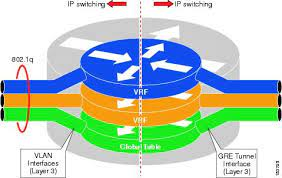 IP switching IP switching
802.1q
VRF
VRF
Global Table
VLAN
Interfaces
(Layer 3)
GRE Tunnel
Interface
(Layer 3)